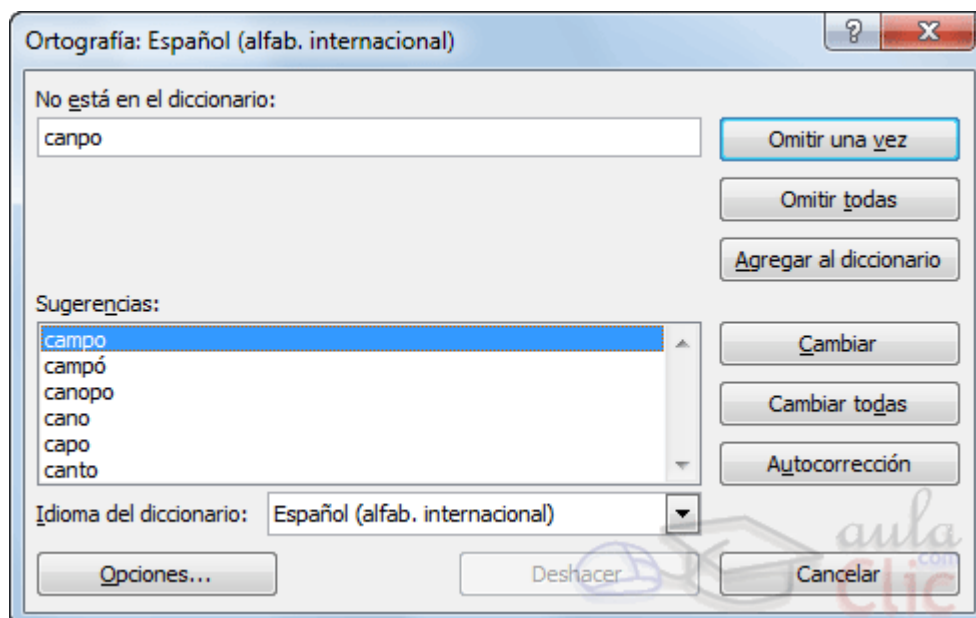 Ortografía: Español (alfab. internacional)
No está en el diccionario:
canpo
Omitir una vez
Omitir todas
Agregar al diccionario
Sugerencias:
campo
campó
canopo
cano
capo
canto
Cambiar
Cambiar todas
Autocorrección
Idioma del diccionario: Español (alfab. internacional)
Opciones... Deshacer Cancelar
aula
.com
Clic